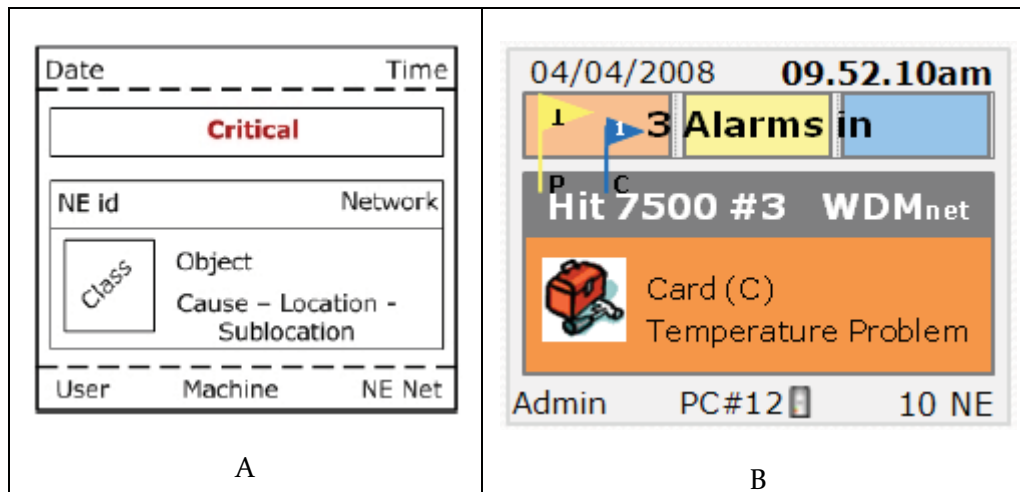 Date Time
Critical
NE id Network
Class Object
Cause – Location -
Sublocation
User Machine NE Net
A
04/04/2008 09.52.10am
T 1 3 Alarms in
P C
Hit 7500 #3 WDMnet
Card (C)
Temperature Problem
Admin PC#12 10 NE
B